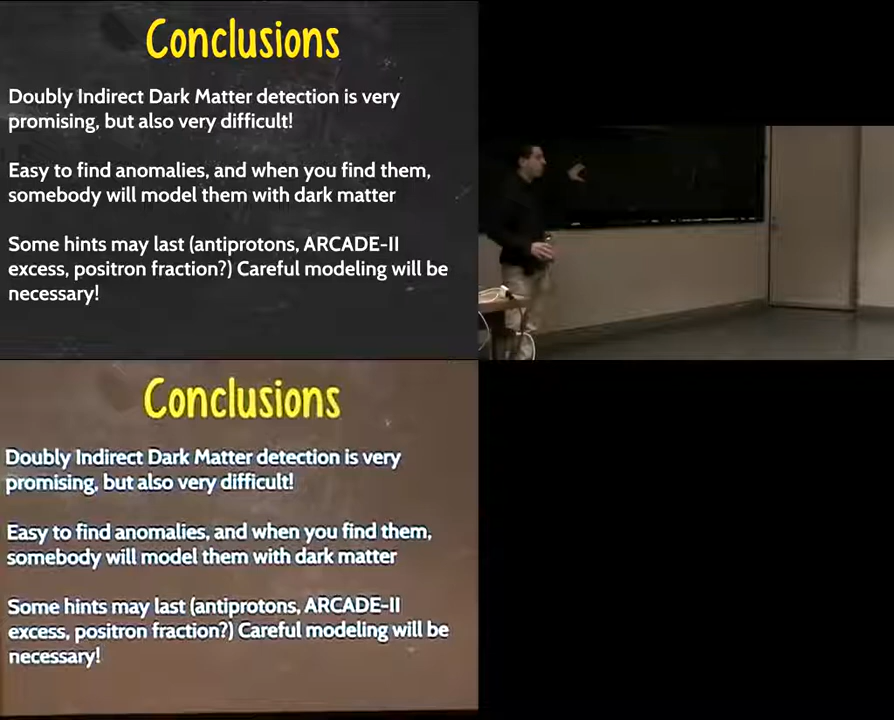 Conclusions
Doubly Indirect Dark Matter detection is very
promising, but also very difficult!
Easy to find anomalies, and when you find them,
somebody will model them with dark matter
Some hints may last (antiprotons, ARCADE-II
excess, positron fraction?) Careful modeling will be
necessary!
Conclusions
Doubly Indirect Dark Matter detection is very
promising, but also very difficult!
Easy to find anomalies, and when you find them,
somebody will model them with dark matter
Some hints may last (antiprotons, ARCADE-II
excess, positron fraction?) Careful modeling will be
necessary!